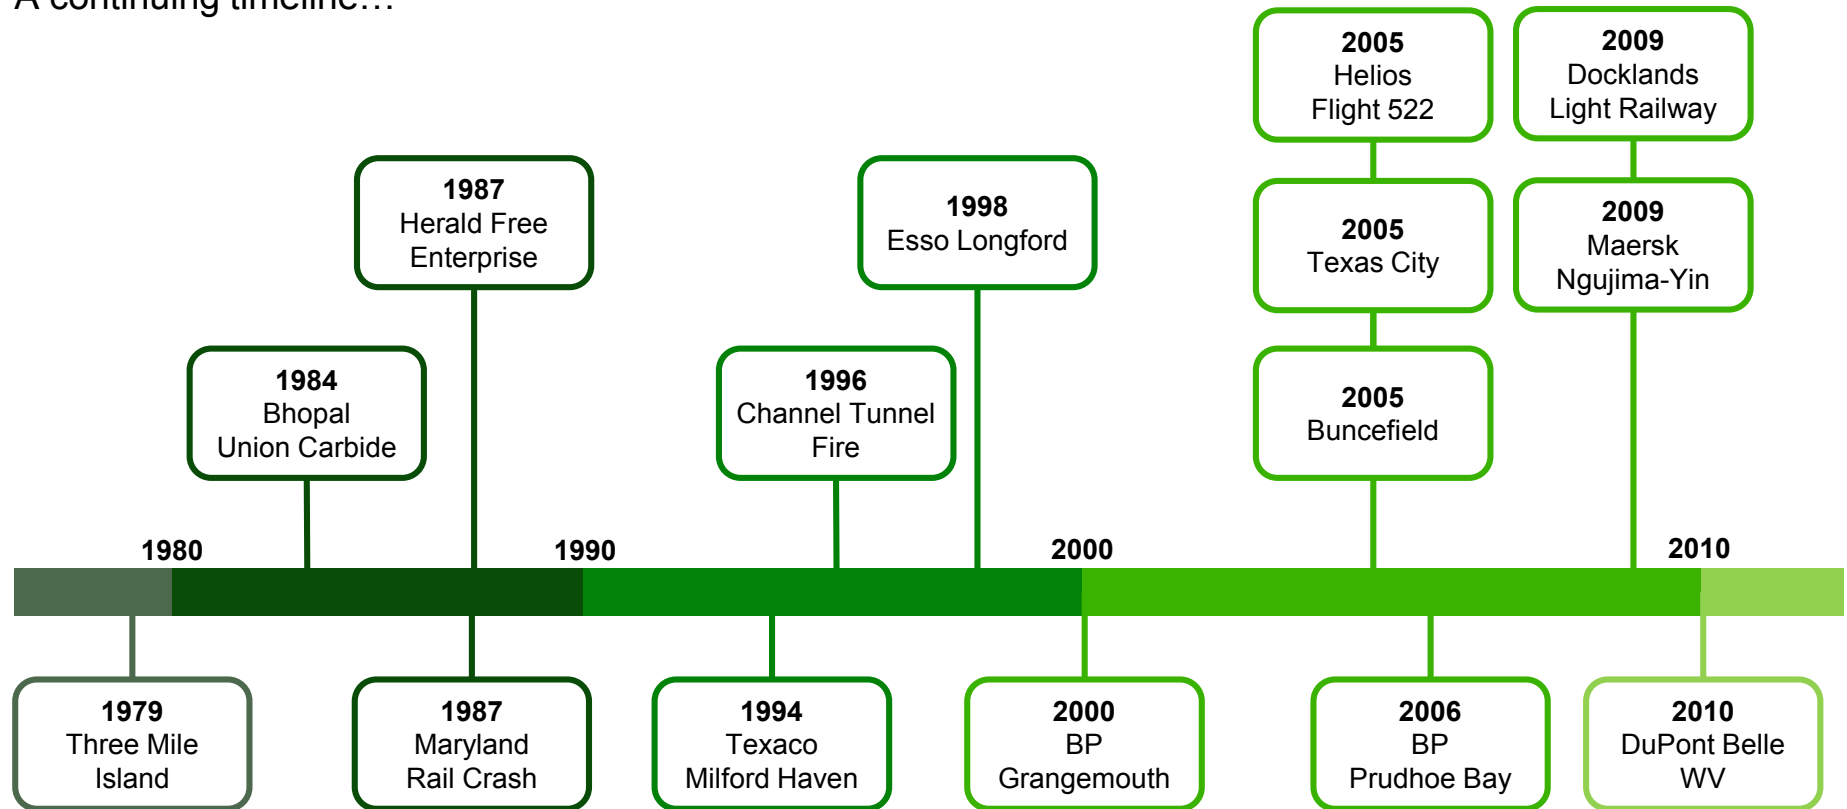 A continuing timeline…
2005
Helios
Flight 522
2009
Docklands
Light Railway
1987
Herald Free
Enterprise
1998
Esso Longford
2005
Texas City
2009
Maersk
Ngujima-Yin
1984
Bhopal
Union Carbide
1996
Channel Tunnel
Fire
2005
Buncefield
1980
1990
2000
2010
1979
Three Mile
Island
1987
Maryland
Rail Crash
1994
Texaco
Milford Haven
2000
BP
Grangemouth
2006
BP
Prudhoe Bay
2010
DuPont Belle
WV